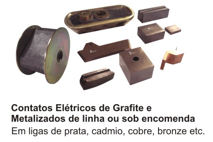 Contatos Elétricos de Grafite e
Metalizados de linha ou sob encomenda
Em ligas de prata, cadmio, cobre, bronze etc.